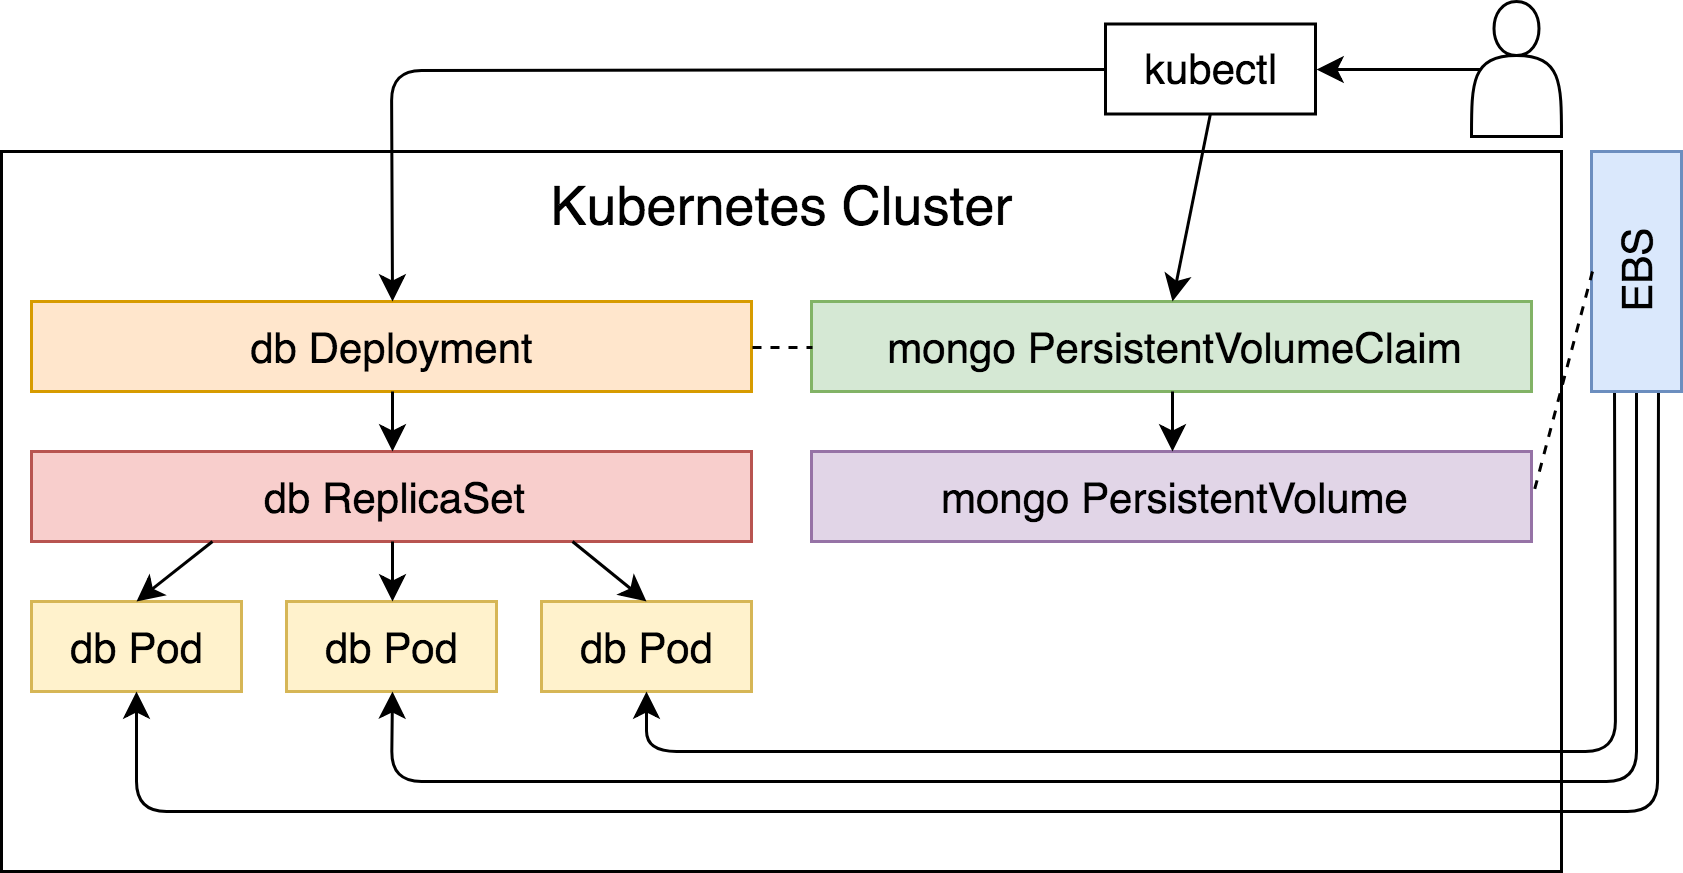 kubectl
Kubernetes Cluster
EBS
db Deployment
mongo PersistentVolumeClaim
db ReplicaSet
mongo PersistentVolume
db Pod
db Pod
db Pod